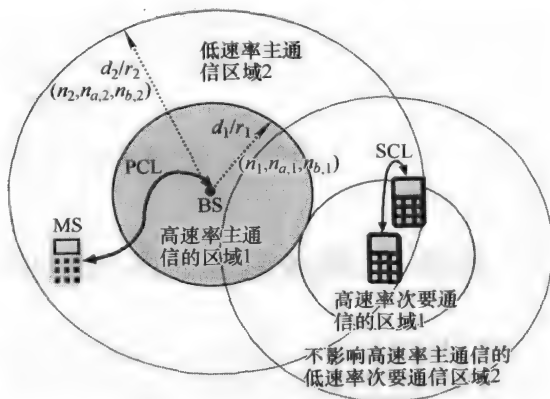 低速率主通
信区域2
d₂/r₂
(n₂,nₐ,₂,n_b,₂)
d₁/r₁
(n₁,nₐ,₁,n_b,₁)
PCL
BS
SCL
MS
高速率主通
信的区域1
高速率次要通
信的区域1
不影响高速率主通信的
低速率次要通信区域2